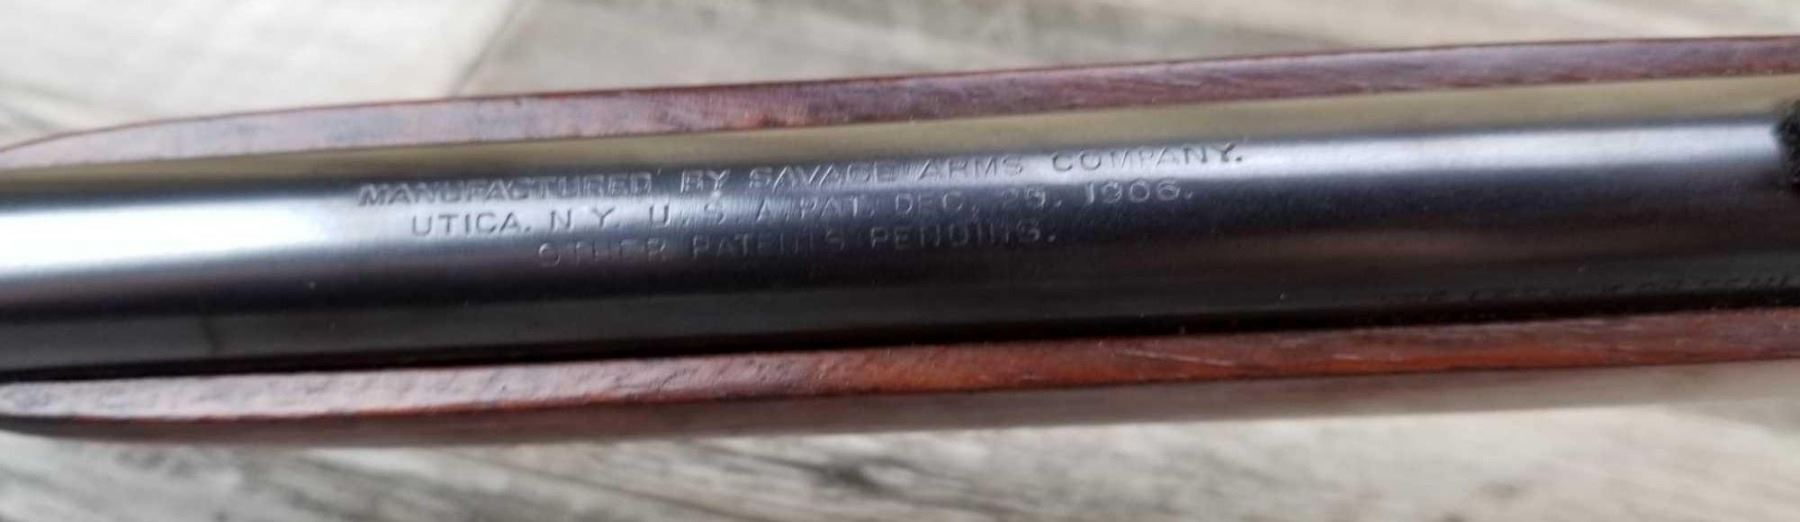 MANUFACTURED BY SAVAGE ARMS COMPANY.
UTICA, N.Y. U.S.A. PAT. DEC. 25, 1906.
OTHER PATENTS PENDING.